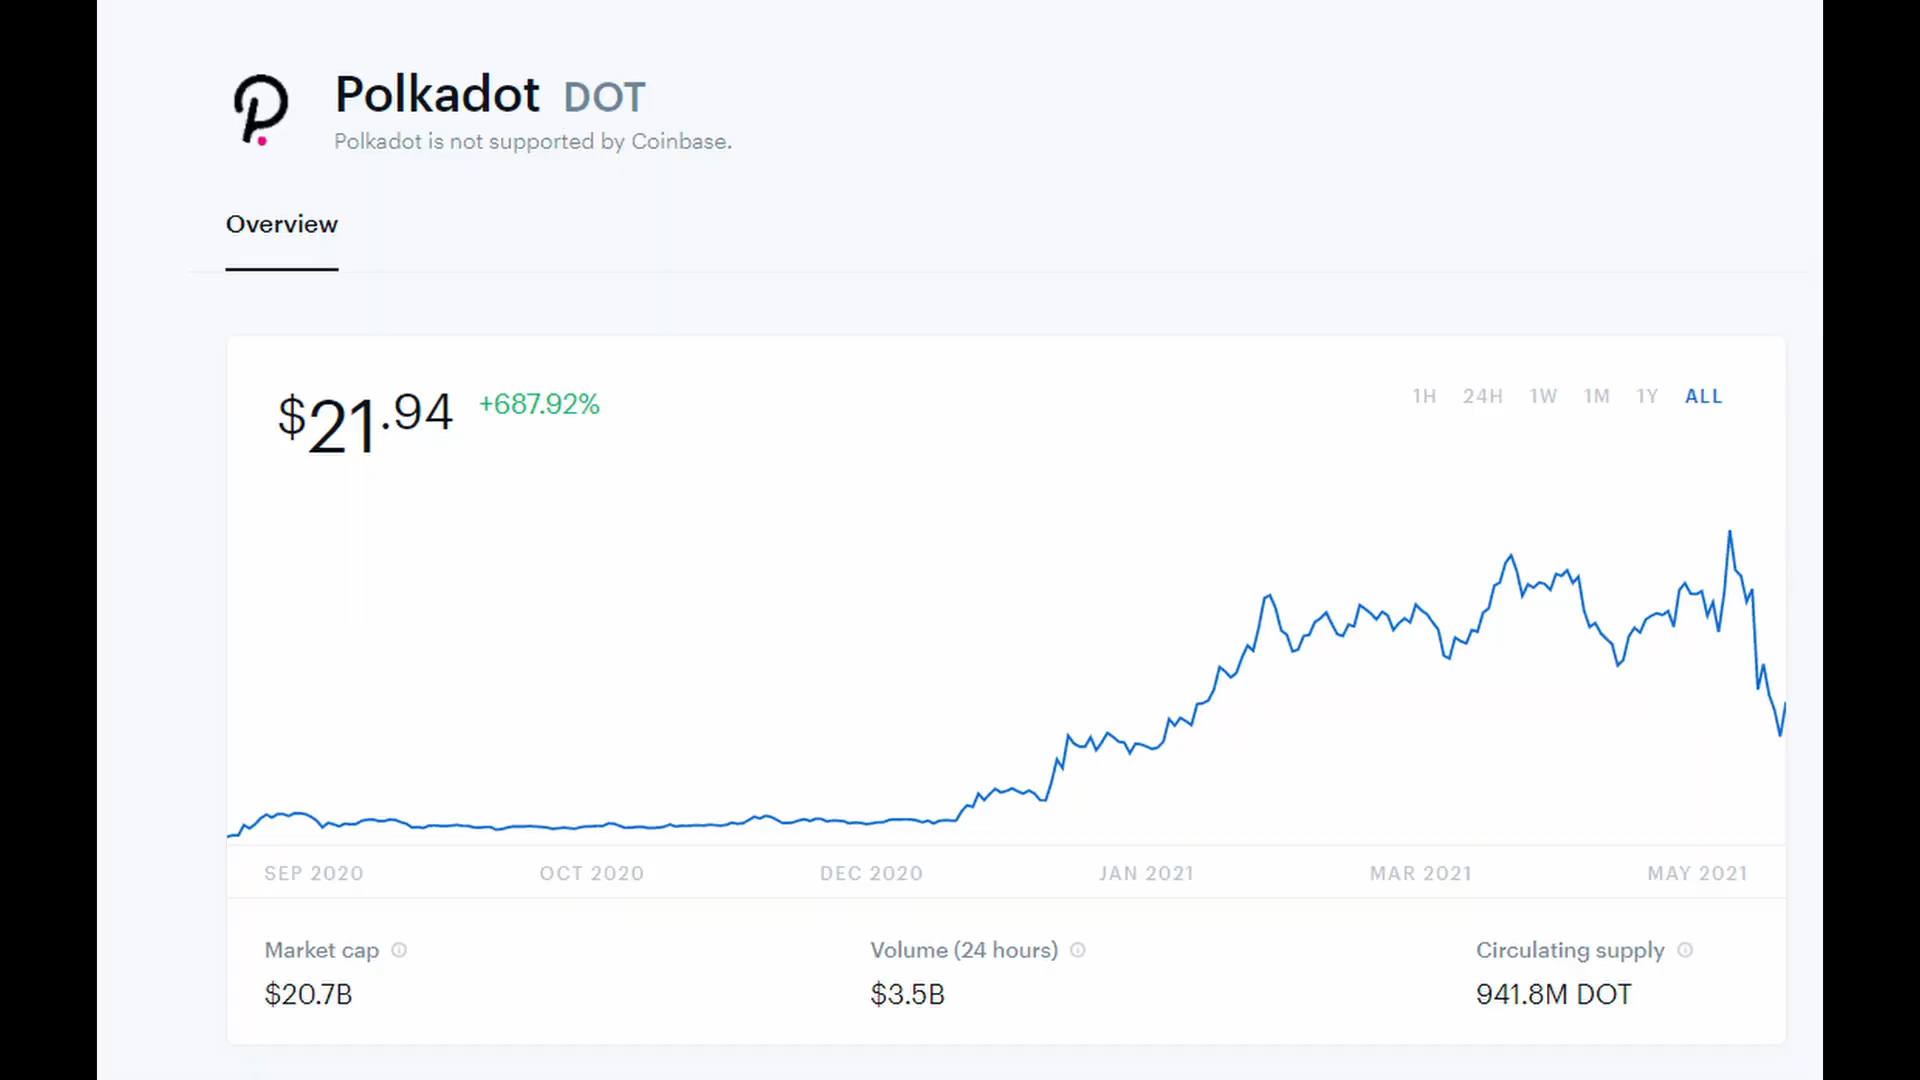 Polkadot DOT
Polkadot is not supported by Coinbase.
Overview
$21.94 +687.92%
1H 24H 1W 1M 1Y ALL
SEP 2020 OCT 2020 DEC 2020 JAN 2021 MAR 2021 MAY 2021
Market cap Volume (24 hours) Circulating supply
$20.7B $3.5B 941.8M DOT